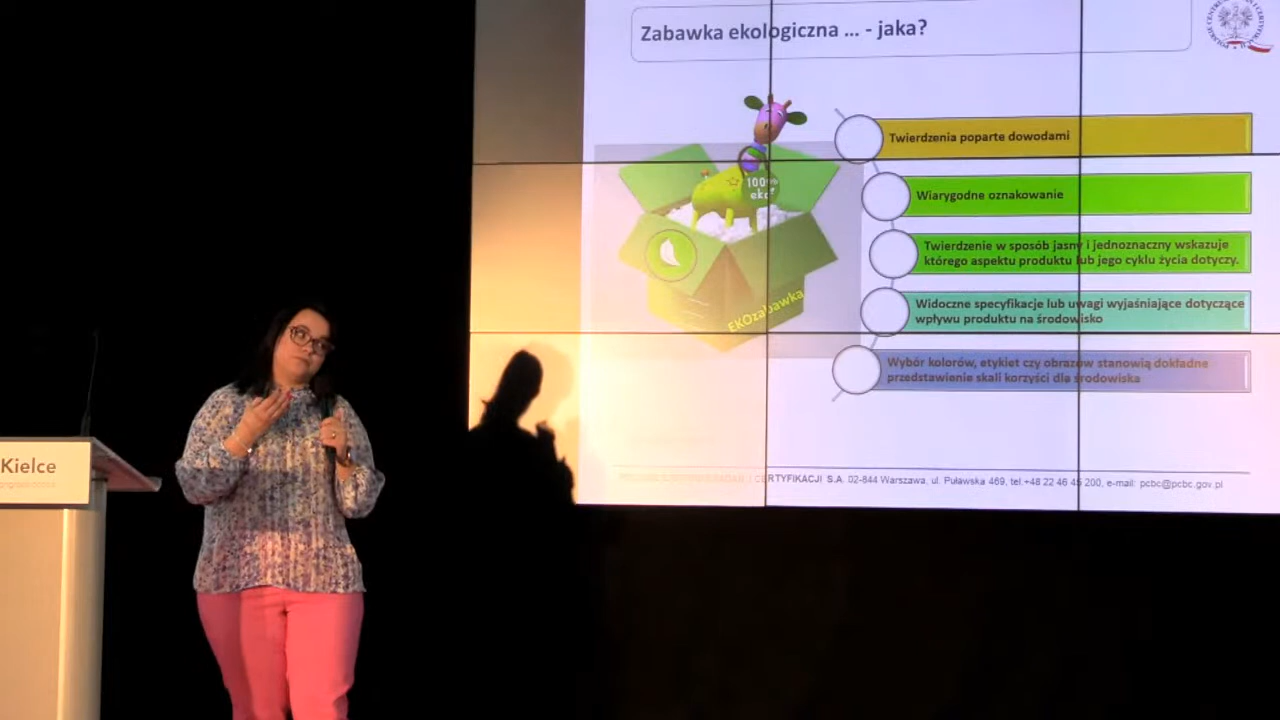 Zabawka ekologiczna ... - jaka?
Twierdzenia poparte dowodami
100%
eko!
Wiarygodne oznakowanie
Twierdzenie w sposób jasny i jednoznaczny wskazuje
którego aspektu produktu lub jego cyklu życia dotyczy.
EKOzabawka
Widoczne specyfikacje lub uwagi wyjaśniające dotyczące
wpływu produktu na środowisko
Wybór kolorów, etykiet czy obrazów stanowią dokładne
przedstawienie skali korzyści dla środowiska
Kielce
CERTYFIKACJI S.A. 02-844 Warszawa, ul. Puławska 469, tel.+48 22 46 45 200, e-mail: pcbc@pcbc.gov.pl